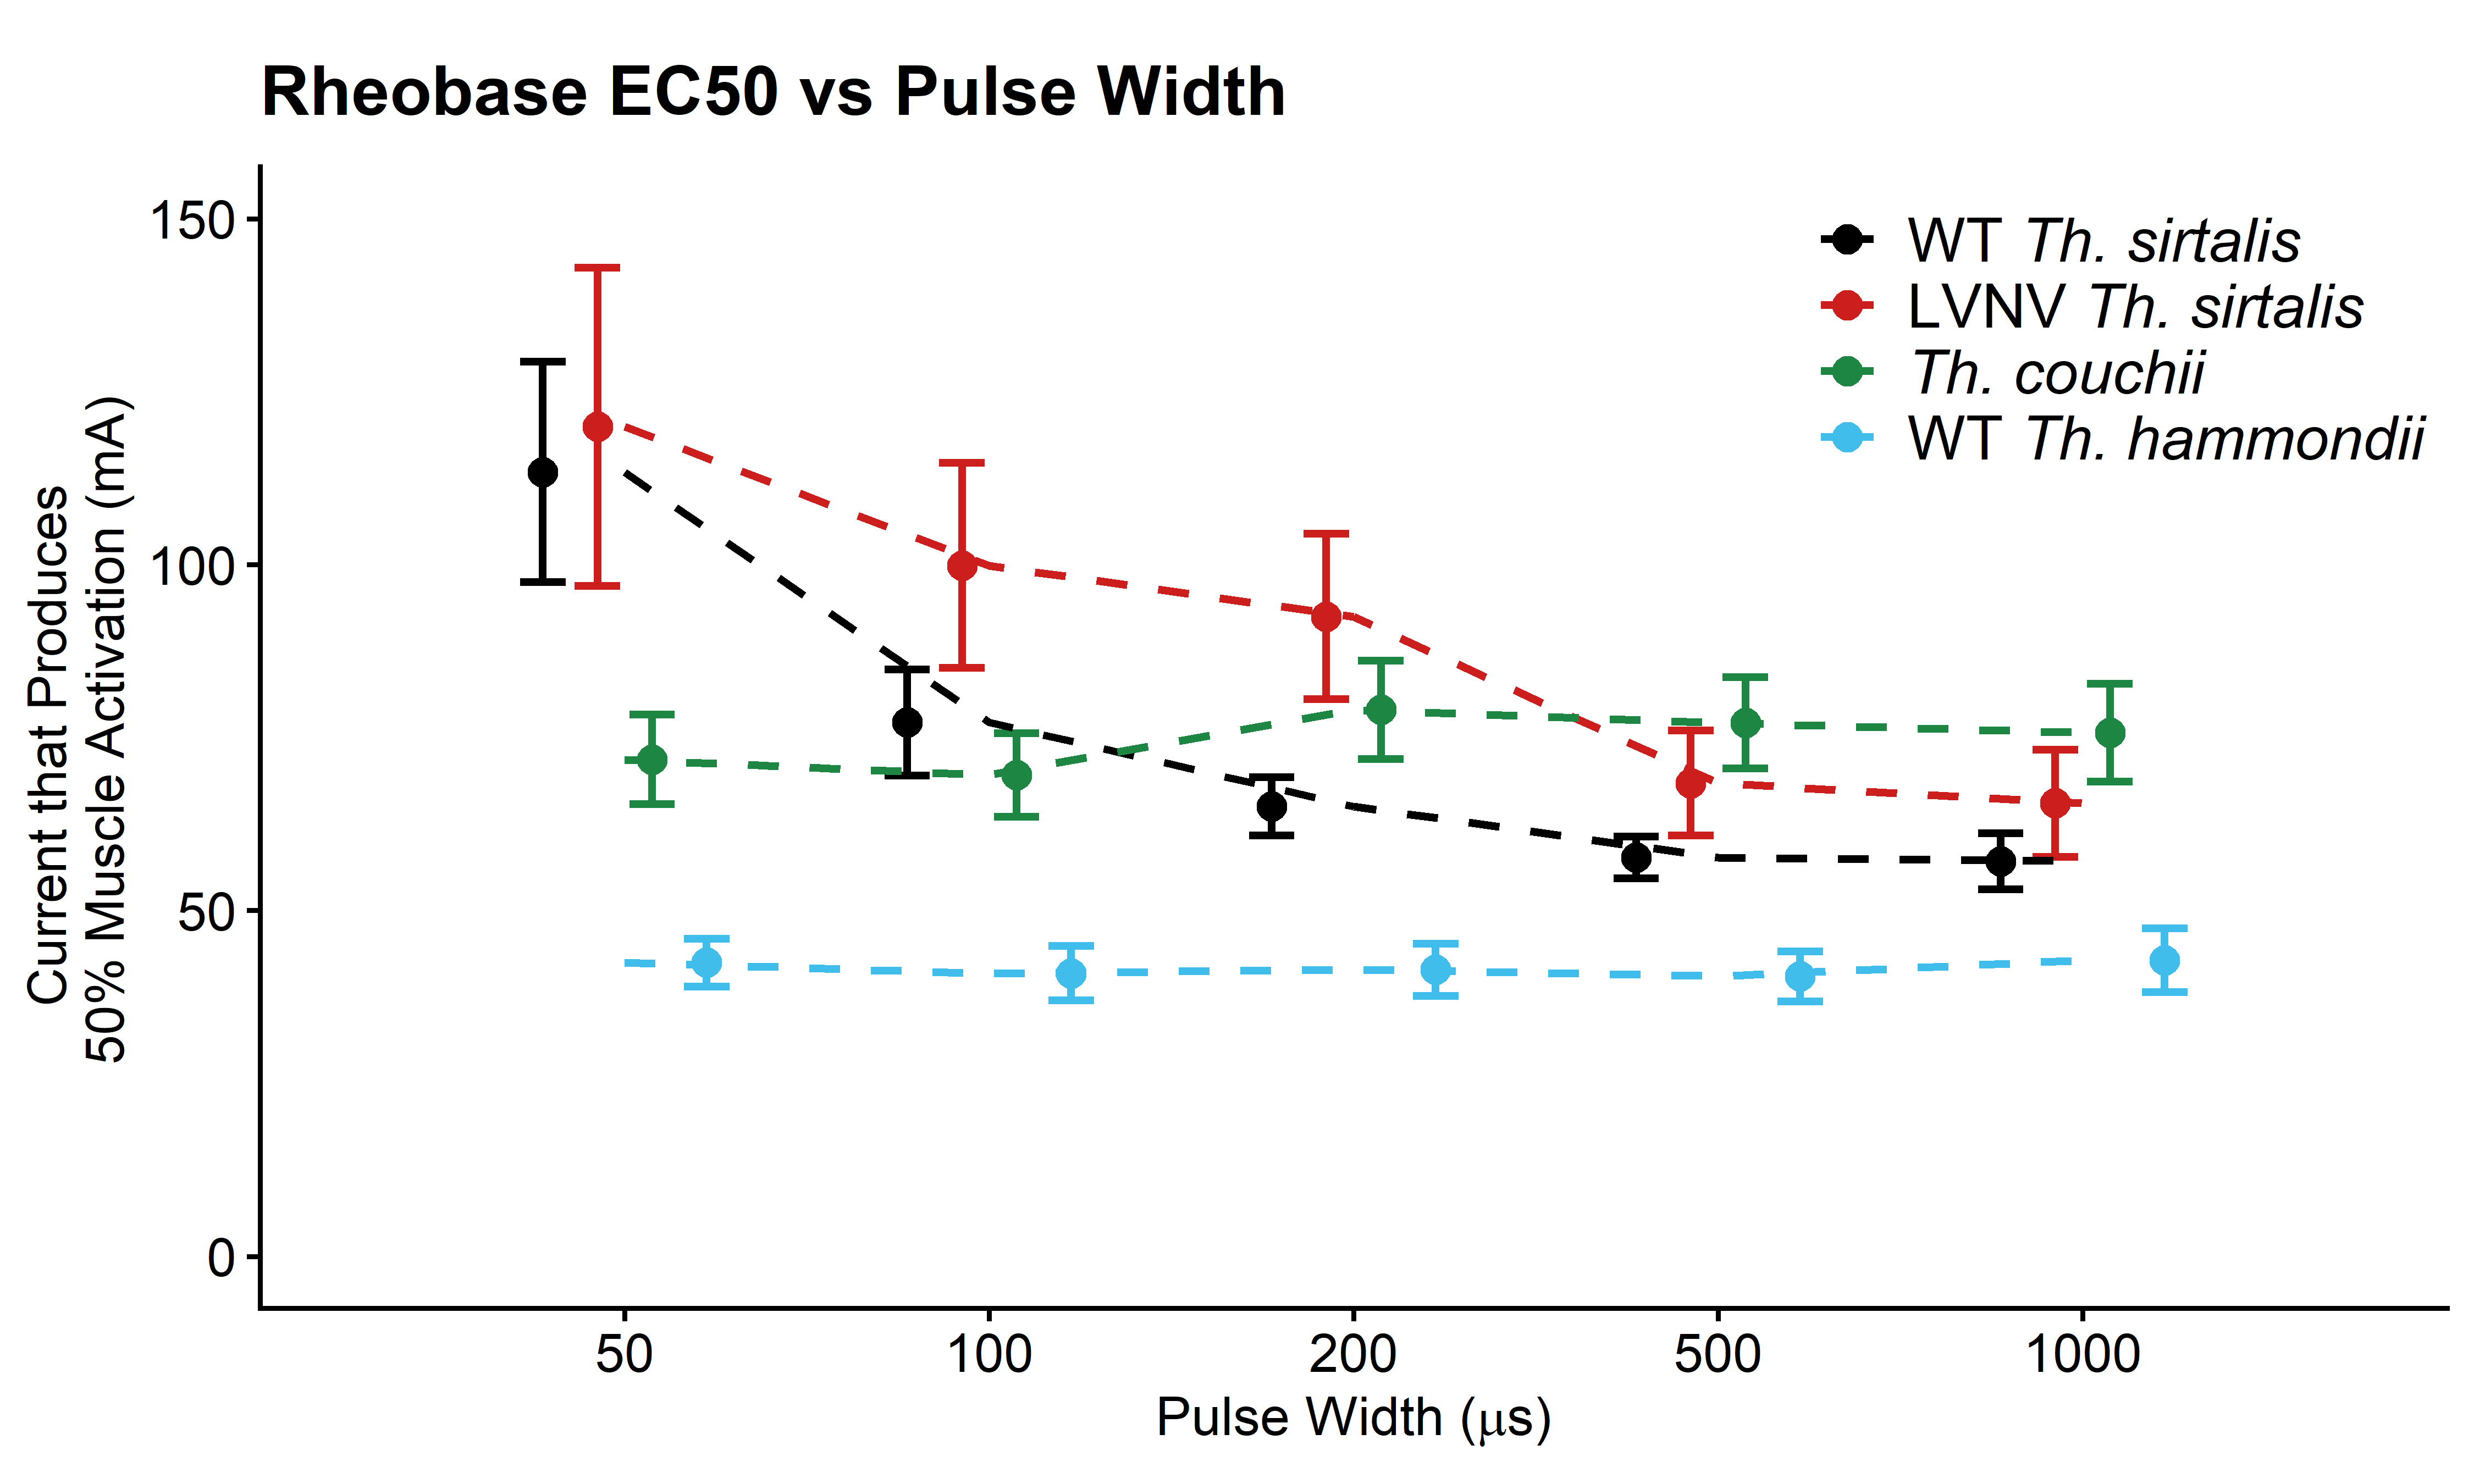 Rheobase EC50 vs Pulse Width
150
100
50
0
Current that Produces
50% Muscle Activation (mA)
WT Th. sirtalis
LVNV Th. sirtalis
Th. couchii
WT Th. hammondii
50
100
200
500
1000
Pulse Width (μs)